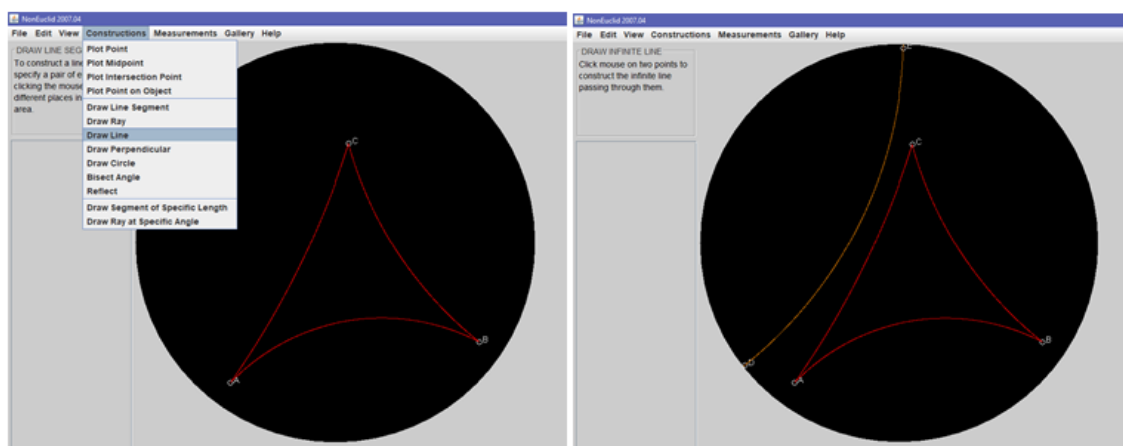 NonEuclid 2007.04
File Edit View Constructions Measurements Gallery Help
DRAW LINE SEG
To construct a line
specify a pair of e
clicking the mouse
different places in
area.
Plot Point
Plot Midpoint
Plot Intersection Point
Plot Point on Object
Draw Line Segment
Draw Ray
Draw Line
Draw Perpendicular
Draw Circle
Bisect Angle
Reflect
Draw Segment of Specific Length
Draw Ray at Specific Angle
C
B
A
NonEuclid 2007.04
File Edit View Constructions Measurements Gallery Help
DRAW INFINITE LINE
Click mouse on two points to
construct the infinite line
passing through them.
C
D
B
A